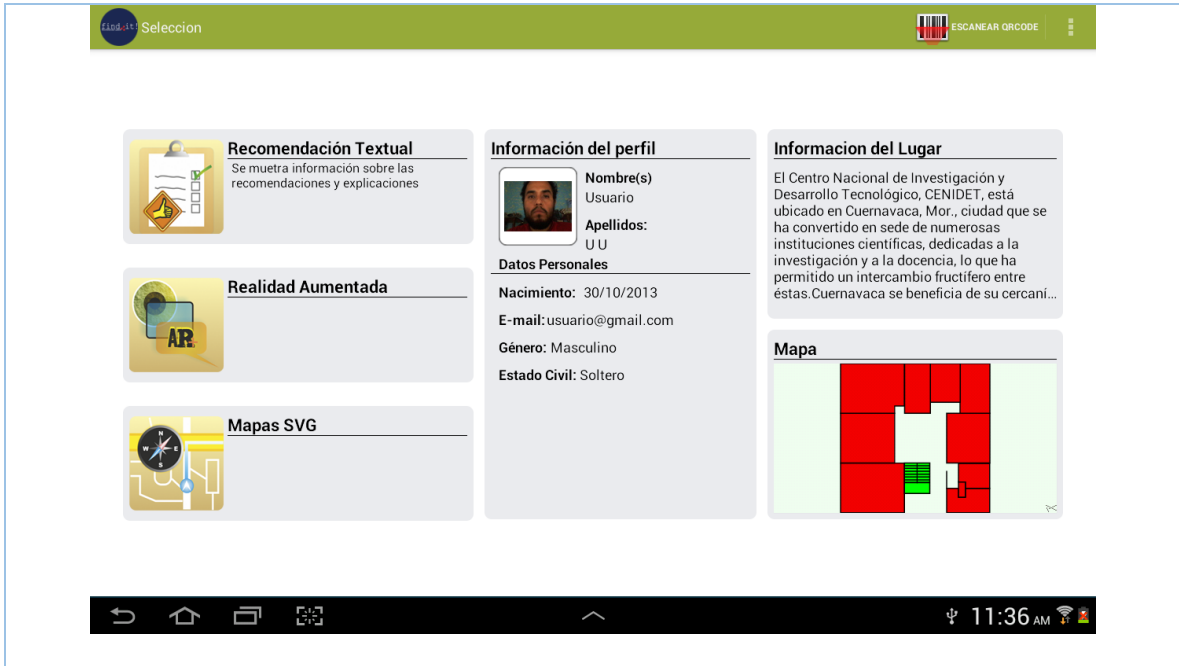 find it! Seleccion
ESCANEAR QRCODE
Recomendación Textual
Se muetra información sobre las
recomendaciones y explicaciones
Realidad Aumentada
AR
Mapas SVG
N
W E
S
Información del perfil
Nombre(s)
Usuario
Apellidos:
U U
Datos Personales
Nacimiento: 30/10/2013
E-mail: usuario@gmail.com
Género: Masculino
Estado Civil: Soltero
Informacion del Lugar
El Centro Nacional de Investigación y
Desarrollo Tecnológico, CENIDET, está
ubicado en Cuernavaca, Mor., ciudad que se
ha convertido en sede de numerosas
instituciones científicas, dedicadas a la
investigación y a la docencia, lo que ha
permitido un intercambio fructífero entre
éstas.Cuernavaca se beneficia de su cercaní...
Mapa
11:36 AM